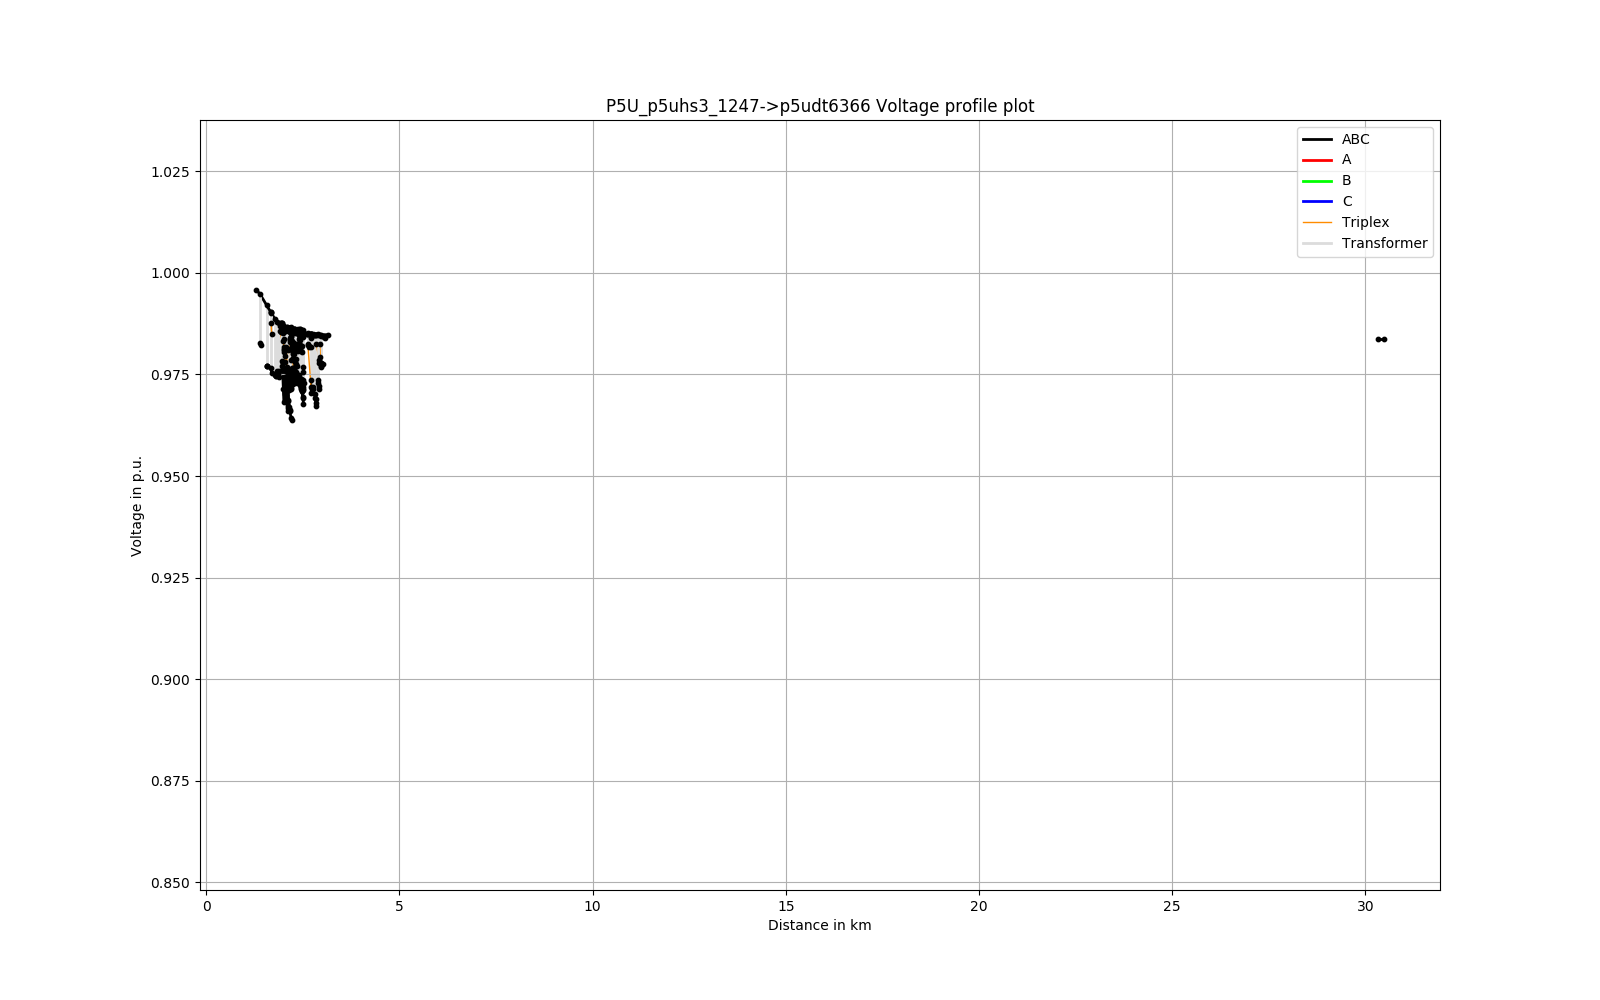 P5U_p5uhs3_1247->p5udt6366 Voltage profile plot
ABC
A
B
C
Triplex
Transformer
1.025
1.000
0.975
0.950
0.925
0.900
0.875
0.850
Voltage in p.u.
0 5 10 15 20 25 30
Distance in km